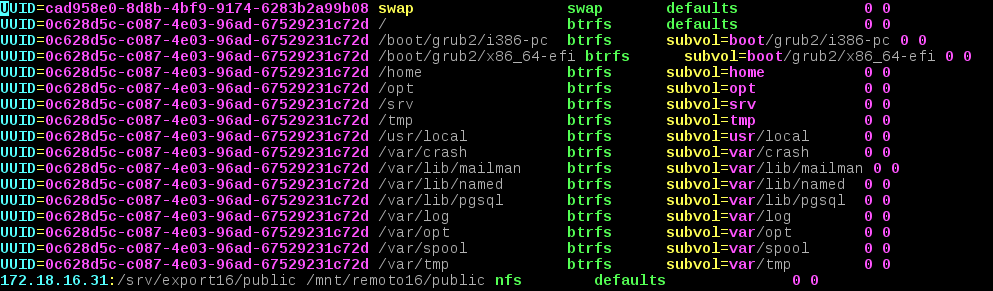 UUID=cad958e0-8d8b-4bf9-9174-6283b2a99b08 swap swap defaults 0 0
UUID=0c628d5c-c087-4e03-96ad-67529231c72d / btrfs defaults 0 0
UUID=0c628d5c-c087-4e03-96ad-67529231c72d /boot/grub2/i386-pc btrfs subvol=boot/grub2/i386-pc 0 0
UUID=0c628d5c-c087-4e03-96ad-67529231c72d /boot/grub2/x86_64-efi btrfs subvol=boot/grub2/x86_64-efi 0 0
UUID=0c628d5c-c087-4e03-96ad-67529231c72d /home btrfs subvol=home 0 0
UUID=0c628d5c-c087-4e03-96ad-67529231c72d /opt btrfs subvol=opt 0 0
UUID=0c628d5c-c087-4e03-96ad-67529231c72d /srv btrfs subvol=srv 0 0
UUID=0c628d5c-c087-4e03-96ad-67529231c72d /tmp btrfs subvol=tmp 0 0
UUID=0c628d5c-c087-4e03-96ad-67529231c72d /usr/local btrfs subvol=usr/local 0 0
UUID=0c628d5c-c087-4e03-96ad-67529231c72d /var/crash btrfs subvol=var/crash 0 0
UUID=0c628d5c-c087-4e03-96ad-67529231c72d /var/lib/mailman btrfs subvol=var/lib/mailman 0 0
UUID=0c628d5c-c087-4e03-96ad-67529231c72d /var/lib/named btrfs subvol=var/lib/named 0 0
UUID=0c628d5c-c087-4e03-96ad-67529231c72d /var/lib/pgsql btrfs subvol=var/lib/pgsql 0 0
UUID=0c628d5c-c087-4e03-96ad-67529231c72d /var/log btrfs subvol=var/log 0 0
UUID=0c628d5c-c087-4e03-96ad-67529231c72d /var/opt btrfs subvol=var/opt 0 0
UUID=0c628d5c-c087-4e03-96ad-67529231c72d /var/spool btrfs subvol=var/spool 0 0
UUID=0c628d5c-c087-4e03-96ad-67529231c72d /var/tmp btrfs subvol=var/tmp 0 0
172.18.16.31:/srv/export16/public /mnt/remoto16/public nfs defaults 0 0